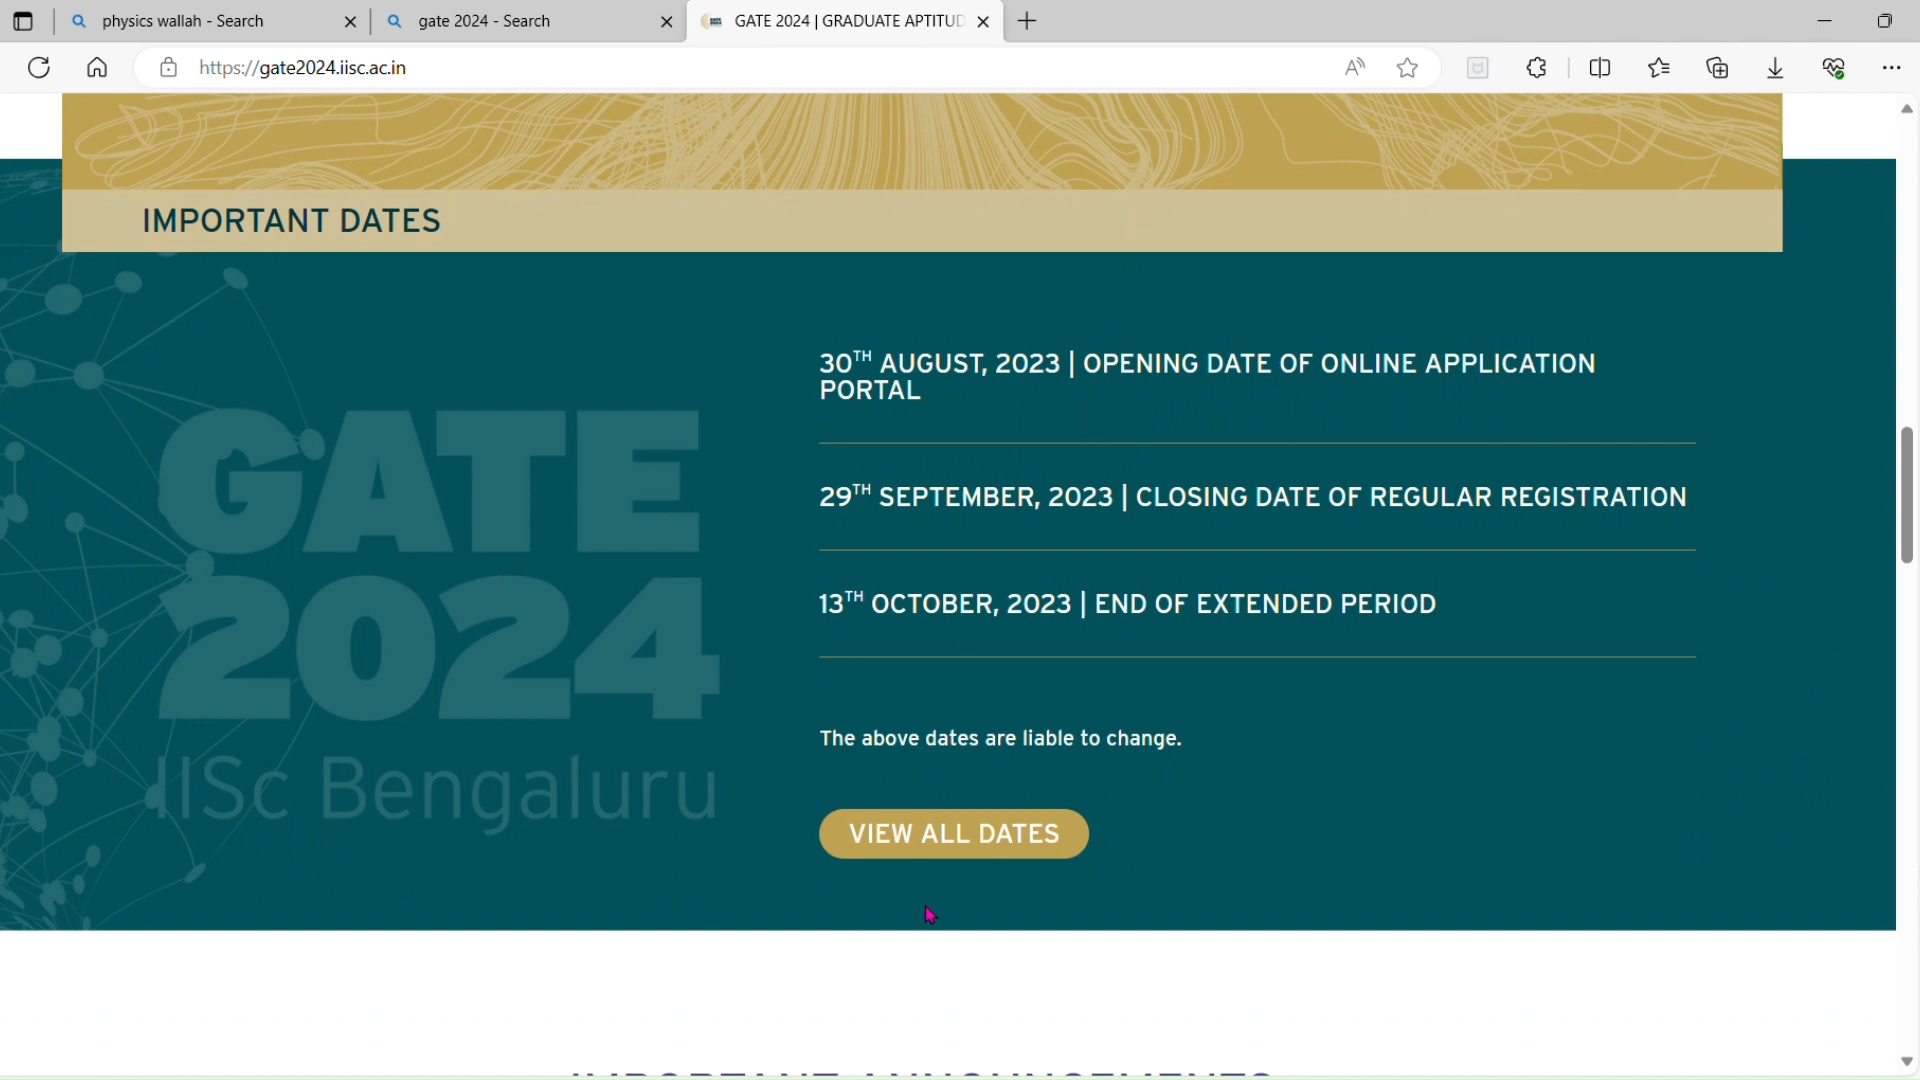 physics wallah - Search
gate 2024 - Search
GATE 2024 | GRADUATE APTITUD
https://gate2024.iisc.ac.in
IMPORTANT DATES
30TH AUGUST, 2023 | OPENING DATE OF ONLINE APPLICATION
PORTAL
29TH SEPTEMBER, 2023 | CLOSING DATE OF REGULAR REGISTRATION
13TH OCTOBER, 2023 | END OF EXTENDED PERIOD
GATE
2024
IISc Bengaluru
The above dates are liable to change.
VIEW ALL DATES